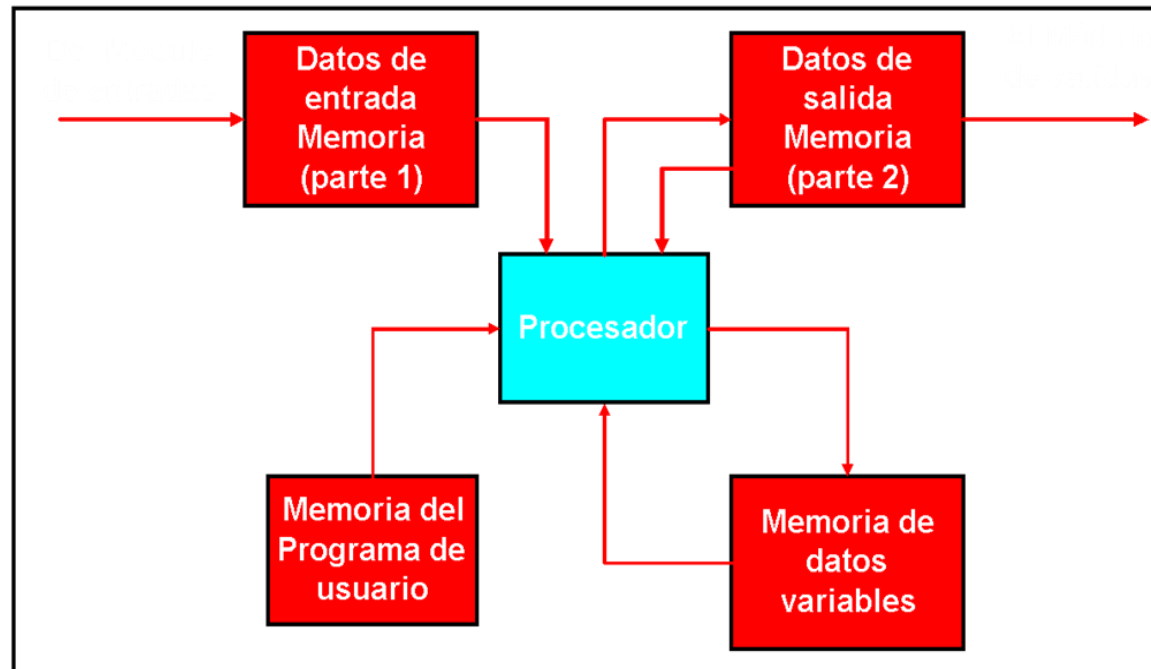 Datos de
entrada
Memoria
(parte 1)
Datos de
salida
Memoria
(parte 2)
Procesador
Memoria del
Programa de
usuario
Memoria de
datos
variables